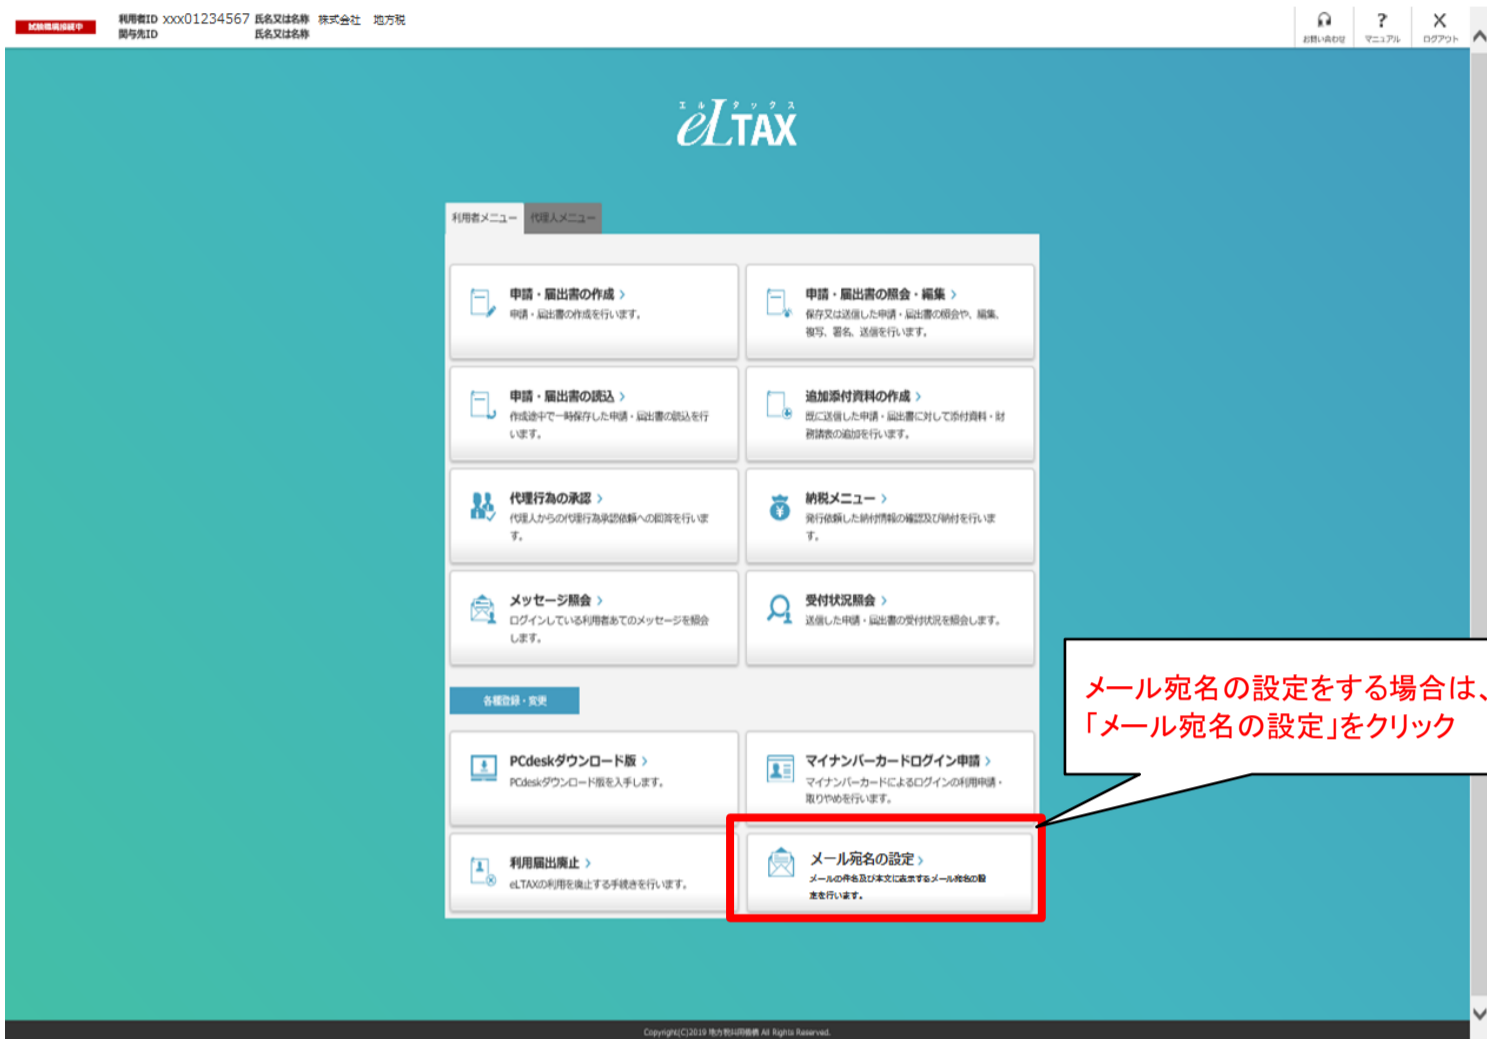 試験環境接続中
利用者ID xxx01234567 氏名又は名称 株式会社 地方税
関与先ID 氏名又は名称
お問い合わせ マニュアル ログアウト
エルタックス
eLTAX
利用者メニュー 代理人メニュー
申請・届出書の作成
申請・届出書の作成を行います。
申請・届出書の照会・編集
保存又は送信した申請・届出書の照会や、編集、
複写、署名、送信を行います。
申請・届出書の読込
作成途中で一時保存した申請・届出書の読込を行
います。
追加添付資料の作成
既に送信した申請・届出書に対して添付資料・財
務諸表の追加を行います。
代理行為の承認
代理人からの代理行為承認依頼への回答を行いま
す。
納税メニュー
発行依頼した納付情報の確認及び納付を行いま
す。
メッセージ照会
ログインしている利用者あてのメッセージを照会
します。
受付状況照会
送信した申請・届出書の受付状況を照会します。
メール宛名の設定をする場合は、
「メール宛名の設定」をクリック
各種登録・変更
PCdeskダウンロード版
PCdeskダウンロード版を入手します。
マイナンバーカードログイン申請
マイナンバーカードによるログインの利用申請・
取りやめを行います。
利用届出廃止
eLTAXの利用を廃止する手続きを行います。
メール宛名の設定
メールの件名及び本文に表示するメール宛名の設
定を行います。
Copyright(C)2019 地方税共同機構 All Rights Reserved.